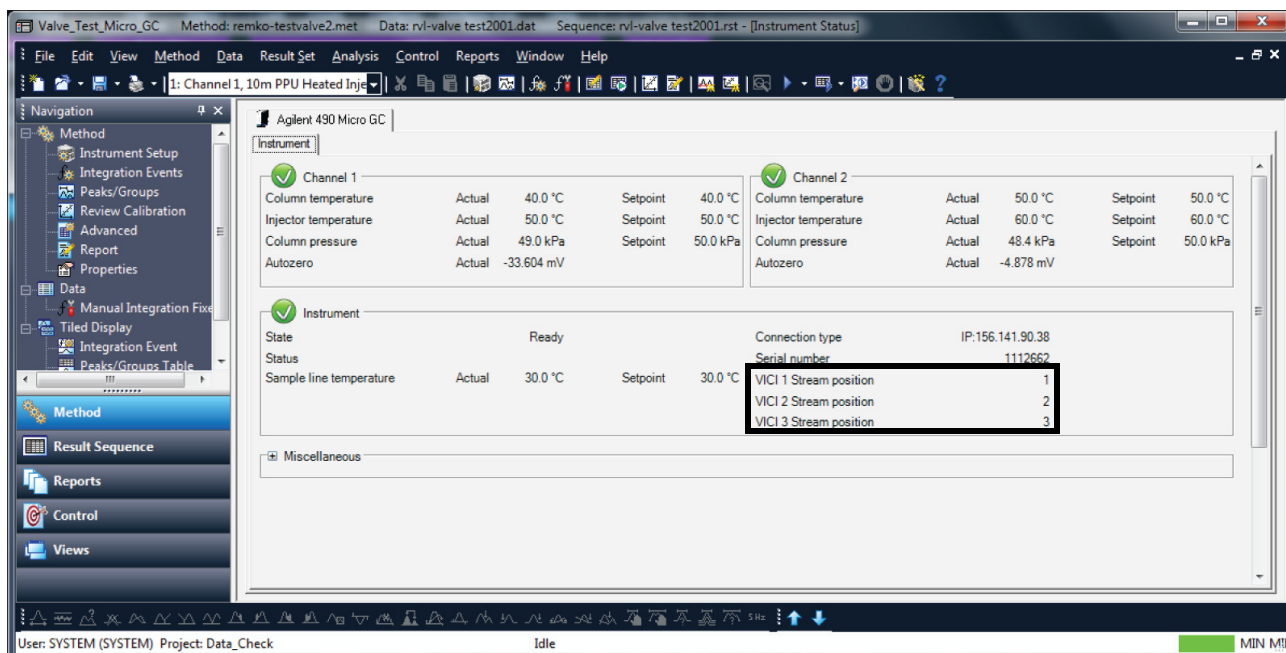 Valve_Test_Micro_GC Method: remko-testvalve2.met Data: rvl-valve test2001.dat Sequence: rvl-valve test2001.rst - [Instrument Status]
File Edit View Method Data Result Set Analysis Control Reports Window Help
1: Channel 1, 10m PPU Heated Inje
Navigation
Method
Instrument Setup
Integration Events
Peaks/Groups
Review Calibration
Advanced
Report
Properties
Data
Manual Integration Fixe
Tiled Display
Integration Event
Peaks/Groups Table
Method
Result Sequence
Reports
Control
Views
Agilent 490 Micro GC
Instrument
Channel 1
Column temperature Actual 40.0 °C Setpoint 40.0 °C
Injector temperature Actual 50.0 °C Setpoint 50.0 °C
Column pressure Actual 49.0 kPa Setpoint 50.0 kPa
Autozero Actual -33.604 mV
Channel 2
Column temperature Actual 50.0 °C Setpoint 50.0 °C
Injector temperature Actual 60.0 °C Setpoint 60.0 °C
Column pressure Actual 48.4 kPa Setpoint 50.0 kPa
Autozero Actual -4.878 mV
Instrument
State Ready
Status
Sample line temperature Actual 30.0 °C Setpoint 30.0 °C
Connection type IP:156.141.90.38
Serial number 1112662
VICI 1 Stream position 1
VICI 2 Stream position 2
VICI 3 Stream position 3
Miscellaneous
5 Hz
User: SYSTEM (SYSTEM) Project: Data_Check Idle MIN